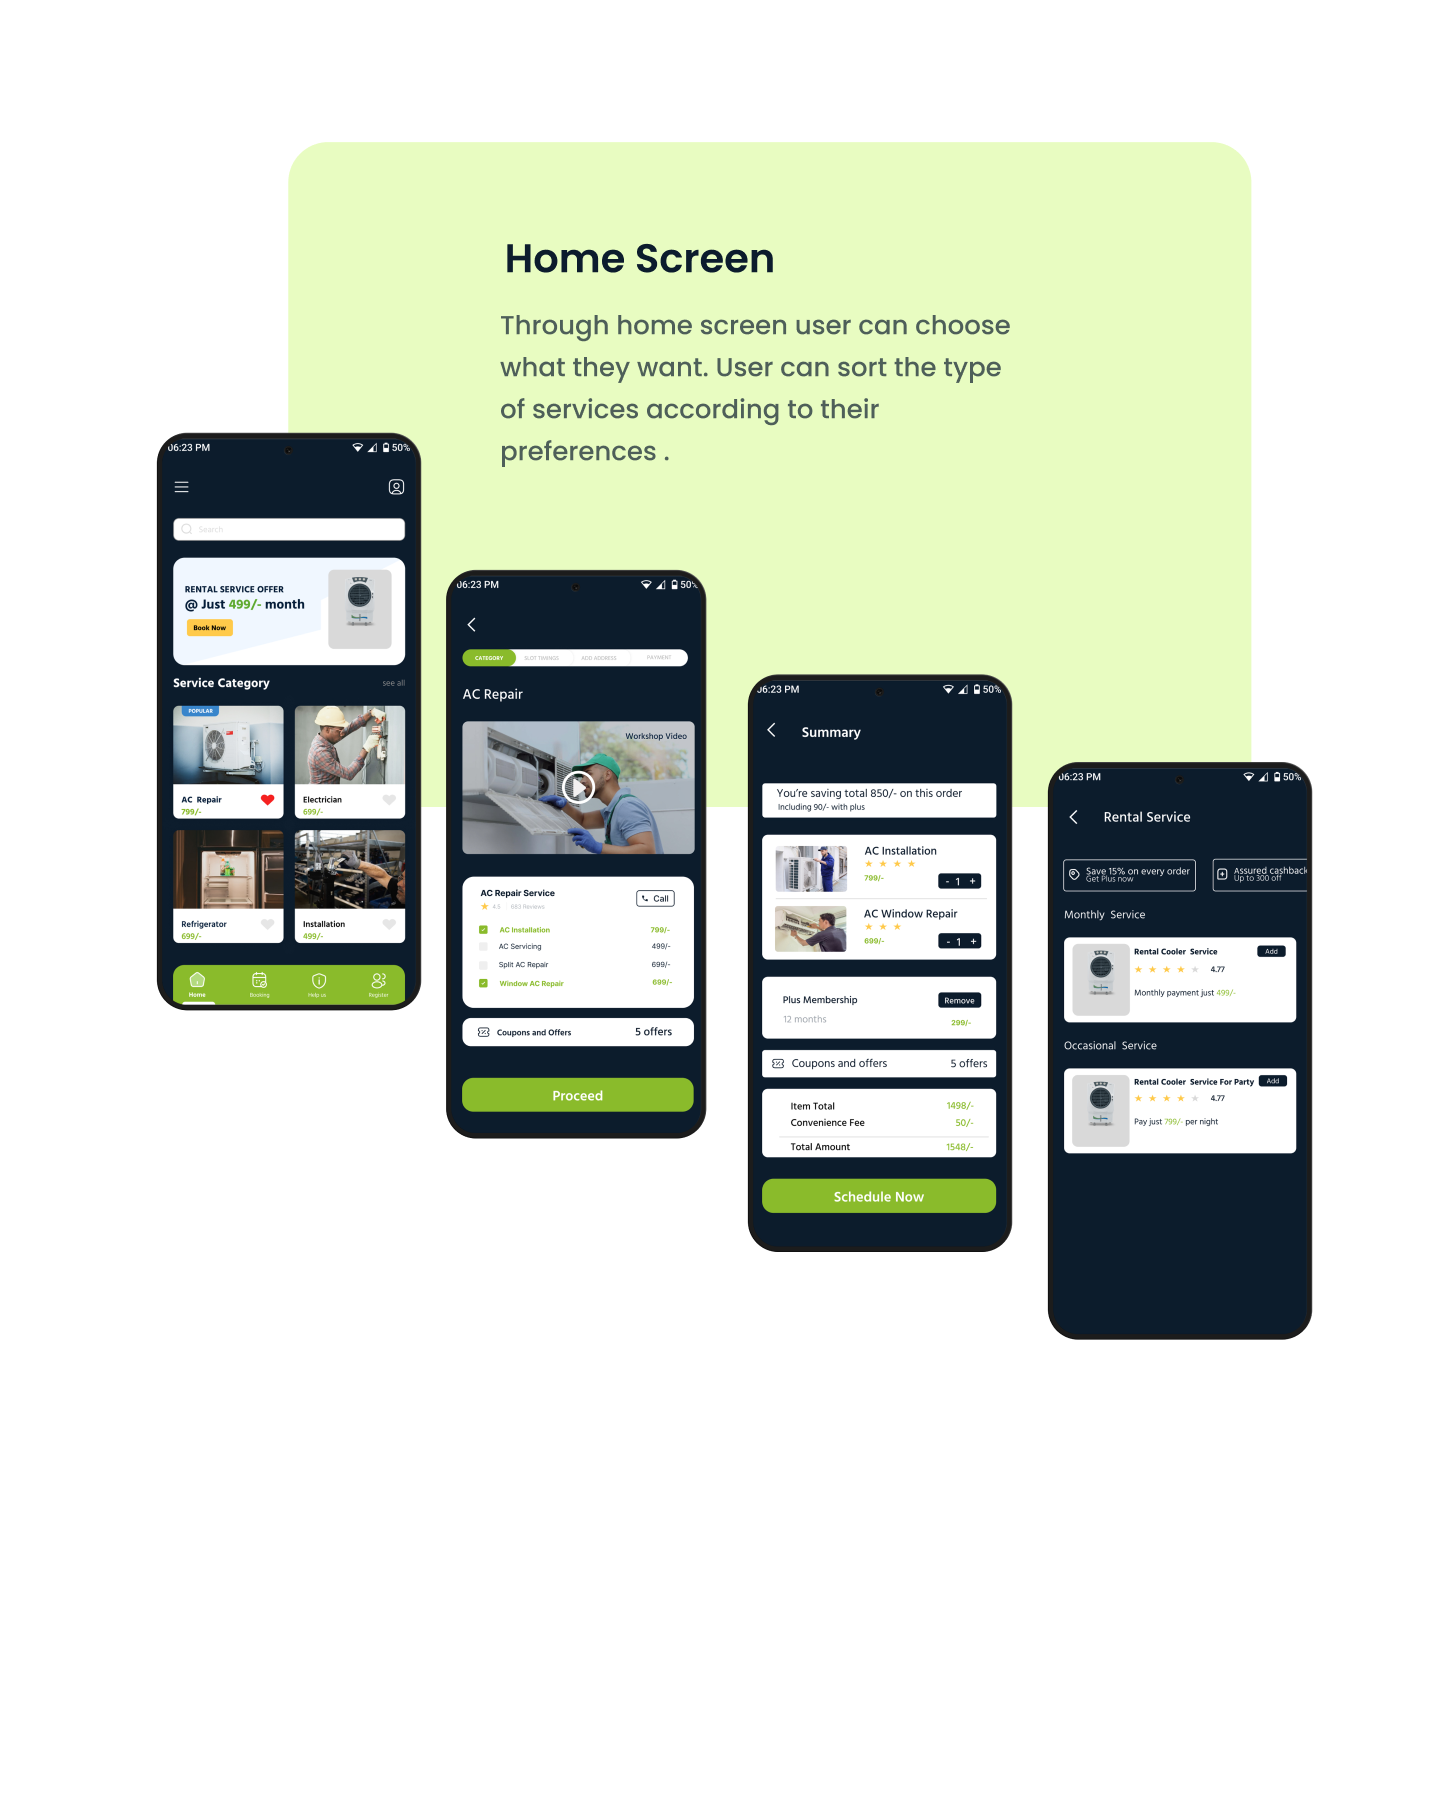 Home Screen
Through home screen user can choose
what they want. User can sort the type
of services according to their
preferences .
06:23 PM
50%
Search
RENTAL SERVICE OFFER
@ Just 499/- month
Book Now
Service Category
see all
POPULAR
AC Repair
799/-
Electrician
699/-
Refrigerator
699/-
Installation
499/-
Home
Booking
Help us
Register
06:23 PM
50%
CATEGORY
SLOT TIMINGS
ADD ADDRESS
PAYMENT
AC Repair
Workshop Video
AC Repair Service
Call
4.5
683 Reviews
AC Installation
799/-
AC Servicing
499/-
Split AC Repair
699/-
Window AC Repair
699/-
Coupons and Offers
5 offers
Proceed
06:23 PM
50%
Summary
You're saving total 850/- on this order
Including 90/- with plus
AC Installation
799/-
- 1 +
AC Window Repair
699/-
- 1 +
Plus Membership
Remove
12 months
299/-
Coupons and offers
5 offers
Item Total
1498/-
Convenience Fee
50/-
Total Amount
1548/-
Schedule Now
06:23 PM
50%
Rental Service
Save 15% on every order
Get Plus now
Assured cashback
Up to 300 off
Monthly Service
Rental Cooler Service
Add
4.77
Monthly payment just 499/-
Occasional Service
Rental Cooler Service For Party
Add
4.77
Pay just 799/- per night